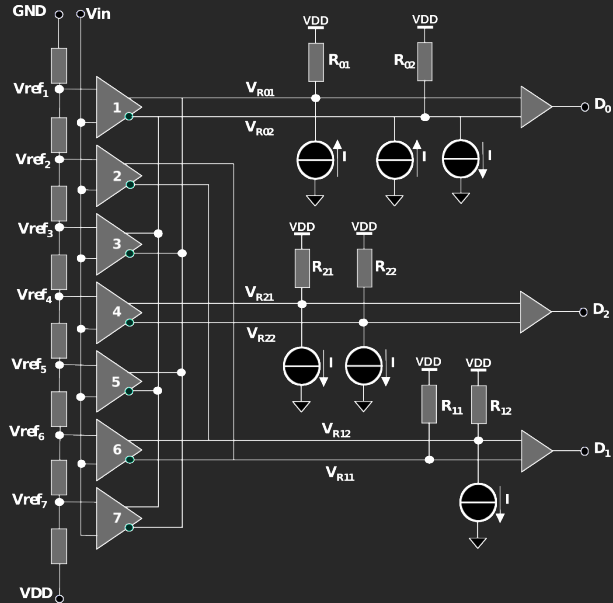 GND
Vin
VDD
VDD
R01
R02
Vref1
1
VR01
D0
VR02
I
I
I
Vref2
2
Vref3
3
VDD
VDD
R21
R22
Vref4
4
VR21
D2
VR22
I
I
Vref5
5
VDD
VDD
R11
R12
Vref6
6
VR12
D1
VR11
Vref7
7
I
VDD